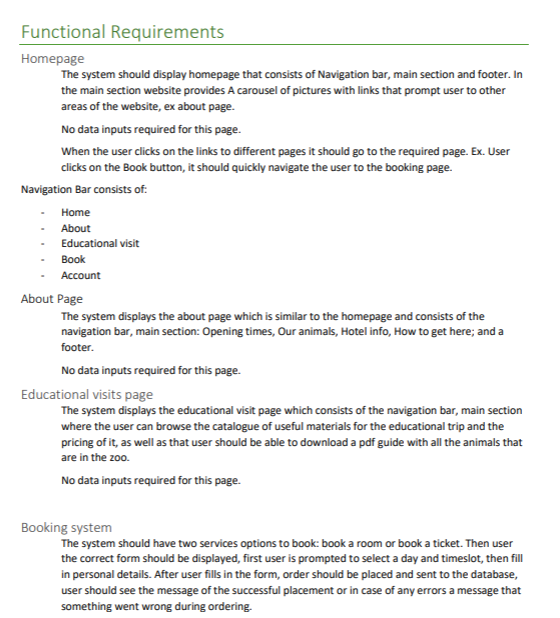 Functional Requirements
Homepage
The system should display homepage that consists of Navigation bar, main section and footer. In
the main section website provides A carousel of pictures with links that prompt user to other
areas of the website, ex about page.
No data inputs required for this page.
When the user clicks on the links to different pages it should go to the required page. Ex. User
clicks on the Book button, it should quickly navigate the user to the booking page.
Navigation Bar consists of:
- Home
- About
- Educational visit
- Book
- Account
About Page
The system displays the about page which is similar to the homepage and consists of the
navigation bar, main section: Opening times, Our animals, Hotel info, How to get here; and a
footer.
No data inputs required for this page.
Educational visits page
The system displays the educational visit page which consists of the navigation bar, main section
where the user can browse the catalogue of useful materials for the educational trip and the
pricing of it, as well as that user should be able to download a pdf guide with all the animals that
are in the zoo.
No data inputs required for this page.
Booking system
The system should have two services options to book: book a room or book a ticket. Then user
the correct form should be displayed, first user is prompted to select a day and timeslot, then fill
in personal details. After user fills in the form, order should be placed and sent to the database,
user should see the message of the successful placement or in case of any errors a message that
something went wrong during ordering.